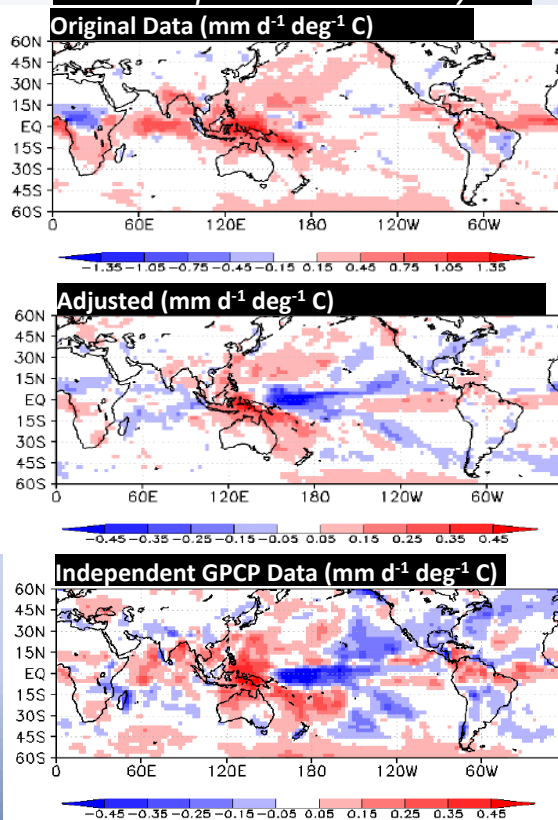 Original Data (mm d-1 deg-1 C)
60N
45N
30N
15N
EQ
15S
30S
45S
60S
0 60E 120E 180 120W 60W
-1.35 -1.05 -0.75 -0.45 -0.15 0.15 0.45 0.75 1.05 1.35
Adjusted (mm d-1 deg-1 C)
60N
45N
30N
15N
EQ
15S
30S
45S
60S
0 60E 120E 180 120W 60W
-0.45 -0.35 -0.25 -0.15 -0.05 0.05 0.15 0.25 0.35 0.45
Independent GPCP Data (mm d-1 deg-1 C)
60N
45N
30N
15N
EQ
15S
30S
45S
60S
0 60E 120E 180 120W 60W
-0.45 -0.35 -0.25 -0.15 -0.05 0.05 0.15 0.25 0.35 0.45